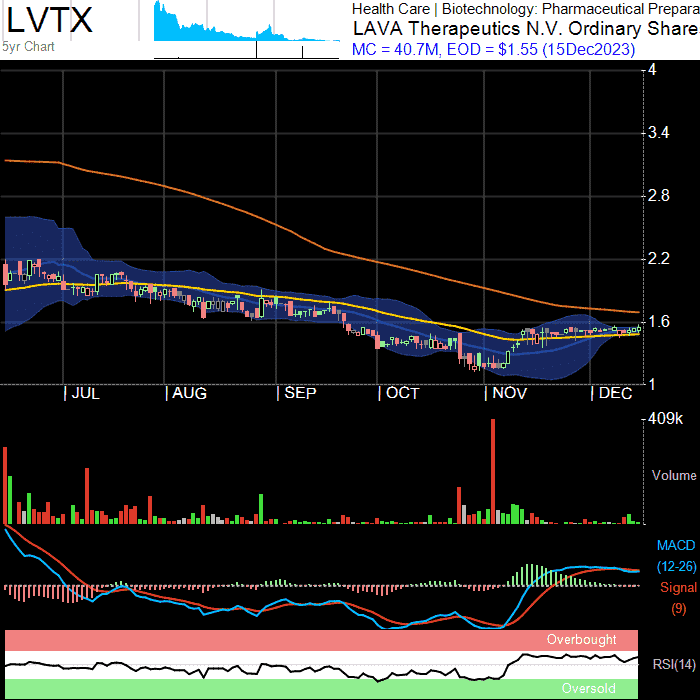 LVTX
5yr Chart
Health Care | Biotechnology: Pharmaceutical Prepara
LAVA Therapeutics N.V. Ordinary Share
MC = 40.7M, EOD = $1.55 (15Dec2023)
4
3.4
2.8
2.2
1.6
1
| JUL | AUG | SEP | OCT | NOV | DEC
409k
Volume
MACD
(12-26)
Signal
(9)
Overbought
RSI(14)
Oversold